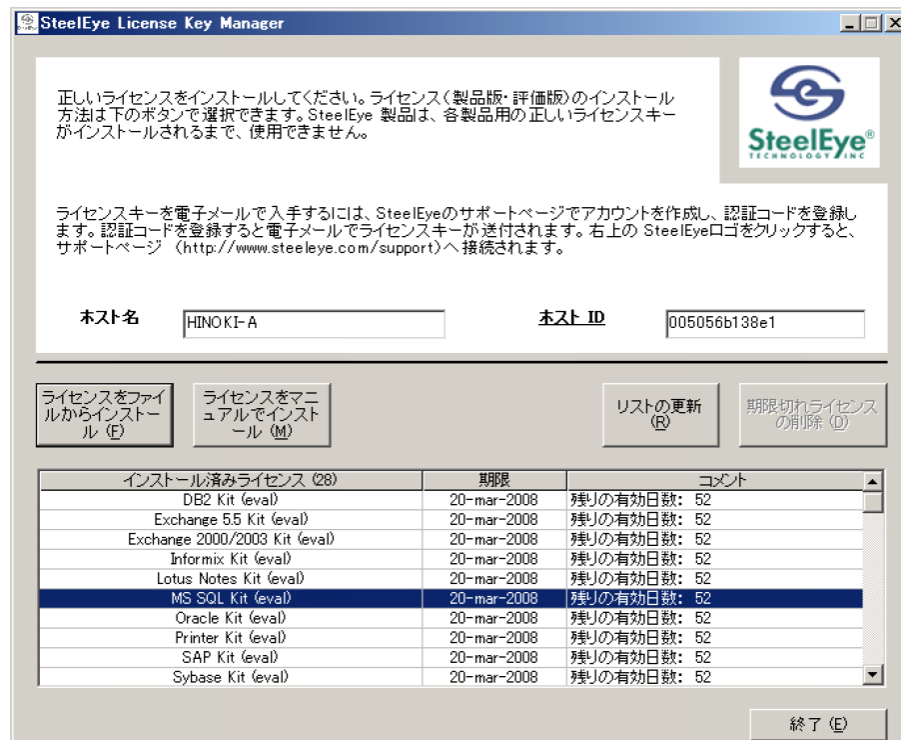 SteelEye License Key Manager
正しいライセンスをインストールしてください。ライセンス(製品版・評価版)のインストール
方法は下のボタンで選択できます。SteelEye 製品は、各製品用の正しいライセンスキー
がインストールされるまで、使用できません。
SteelEye®
TECHNOLOGY INC
ライセンスキーを電子メールで入手するには、SteelEyeのサポートページでアカウントを作成し、認証コードを登録し
ます。認証コードを登録すると電子メールでライセンスキーが送付されます。右上の SteelEyeロゴをクリックすると、
サポートページ (http://www.steeleye.com/support)へ接続されます。
ホスト名 HINOKI-A ホスト ID 005056b138e1
ライセンスをファイ
ルからインストー
ル (F)
ライセンスをマニ
ュアルでインスト
ール (M)
リストの更新
(R)
期限切れライセンス
の削除 (D)
インストール済みライセンス (28) 期限 コメント
DB2 Kit (eval) 20-mar-2008 残りの有効日数: 52
Exchange 5.5 Kit (eval) 20-mar-2008 残りの有効日数: 52
Exchange 2000/2003 Kit (eval) 20-mar-2008 残りの有効日数: 52
Informix Kit (eval) 20-mar-2008 残りの有効日数: 52
Lotus Notes Kit (eval) 20-mar-2008 残りの有効日数: 52
MS SQL Kit (eval) 20-mar-2008 残りの有効日数: 52
Oracle Kit (eval) 20-mar-2008 残りの有効日数: 52
Printer Kit (eval) 20-mar-2008 残りの有効日数: 52
SAP Kit (eval) 20-mar-2008 残りの有効日数: 52
Sybase Kit (eval) 20-mar-2008 残りの有効日数: 52
終了 (E)